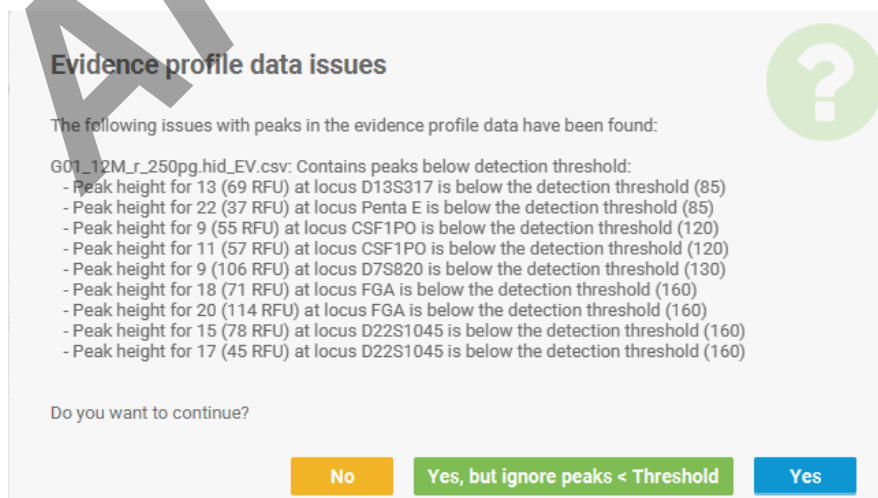 Evidence profile data issues
The following issues with peaks in the evidence profile data have been found:
G01_12M_r_250pg.hid_EV.csv: Contains peaks below detection threshold:
- Peak height for 13 (69 RFU) at locus D13S317 is below the detection threshold (85)
- Peak height for 22 (37 RFU) at locus Penta E is below the detection threshold (85)
- Peak height for 9 (55 RFU) at locus CSF1PO is below the detection threshold (120)
- Peak height for 11 (57 RFU) at locus CSF1PO is below the detection threshold (120)
- Peak height for 9 (106 RFU) at locus D7S820 is below the detection threshold (130)
- Peak height for 18 (71 RFU) at locus FGA is below the detection threshold (160)
- Peak height for 20 (114 RFU) at locus FGA is below the detection threshold (160)
- Peak height for 15 (78 RFU) at locus D22S1045 is below the detection threshold (160)
- Peak height for 17 (45 RFU) at locus D22S1045 is below the detection threshold (160)
Do you want to continue?
No
Yes, but ignore peaks < Threshold
Yes